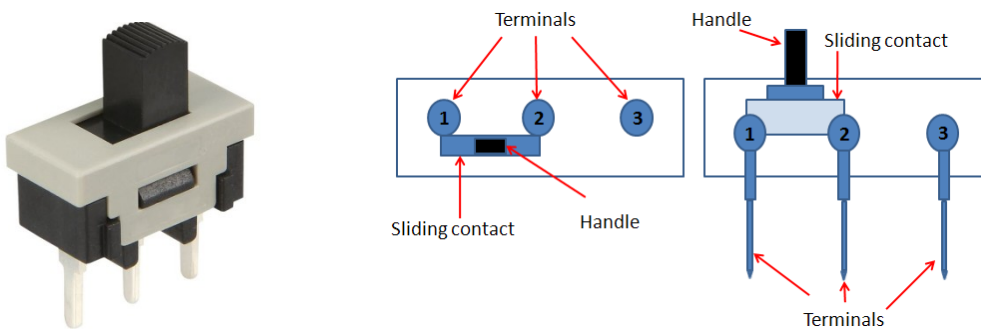 Terminals
1
2
3
Sliding contact
Handle
Handle
Sliding contact
1
2
3
Terminals